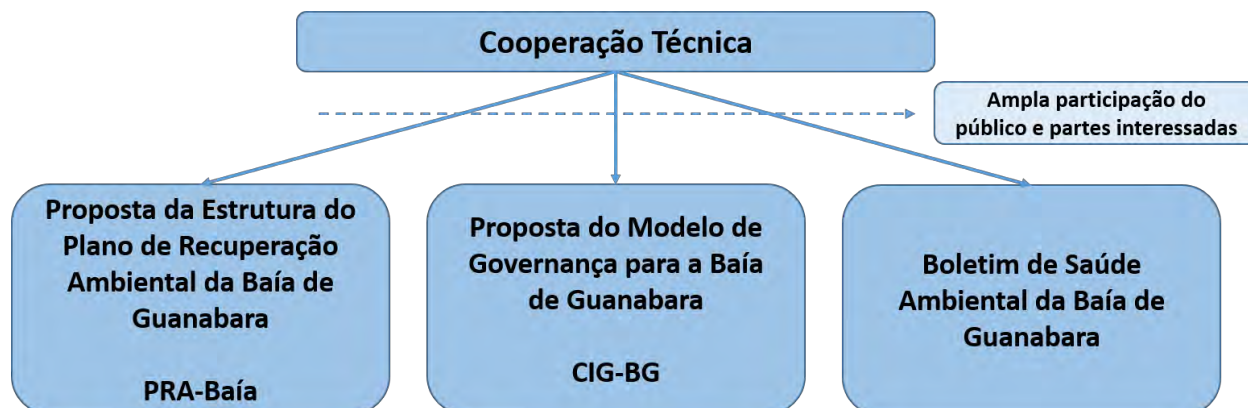 Cooperação Técnica
Ampla participação do
público e partes interessadas
Proposta da Estrutura do
Plano de Recuperação
Ambiental da Baía de
Guanabara
PRA-Baía
Proposta do Modelo de
Governança para a Baía
de Guanabara
CIG-BG
Boletim de Saúde
Ambiental da Baía de
Guanabara